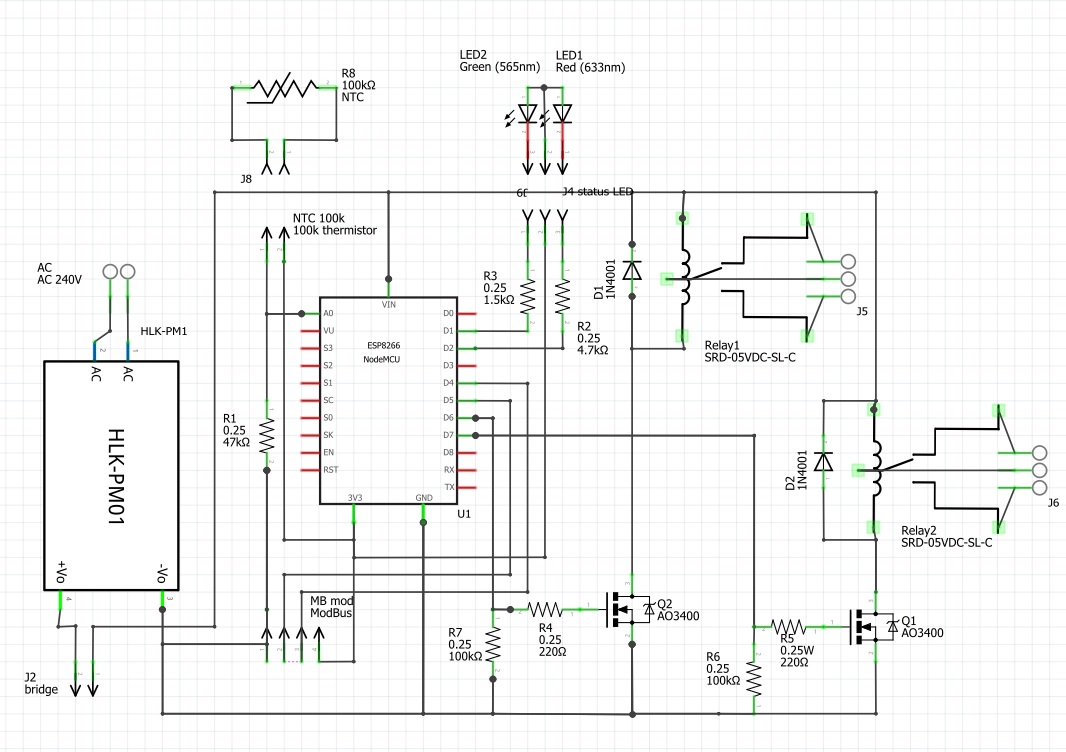 LED2
Green (565nm)
LED1
Red (633nm)
R8
100kΩ
NTC
J8
J4 status LED
NTC 100k
100k thermistor
AC
AC 240V
HLK-PM1
AC
AC
HLK-PM01
+Vo
-Vo
J2
bridge
VIN
ESP8266
NodeMCU
A0
VU
S3
S2
S1
SC
S0
SK
EN
RST
D0
D1
D2
D3
D4
D5
D6
D7
D8
RX
TX
3V3
GND
U1
R1
0.25
47kΩ
R3
0.25
1.5kΩ
R2
0.25
4.7kΩ
D1
1N4001
Relay1
SRD-05VDC-SL-C
J5
D2
1N4001
Relay2
SRD-05VDC-SL-C
J6
MB mod
ModBus
R7
0.25
100kΩ
R4
0.25
220Ω
Q2
AO3400
R6
0.25
100kΩ
R5
0.25W
220Ω
Q1
AO3400